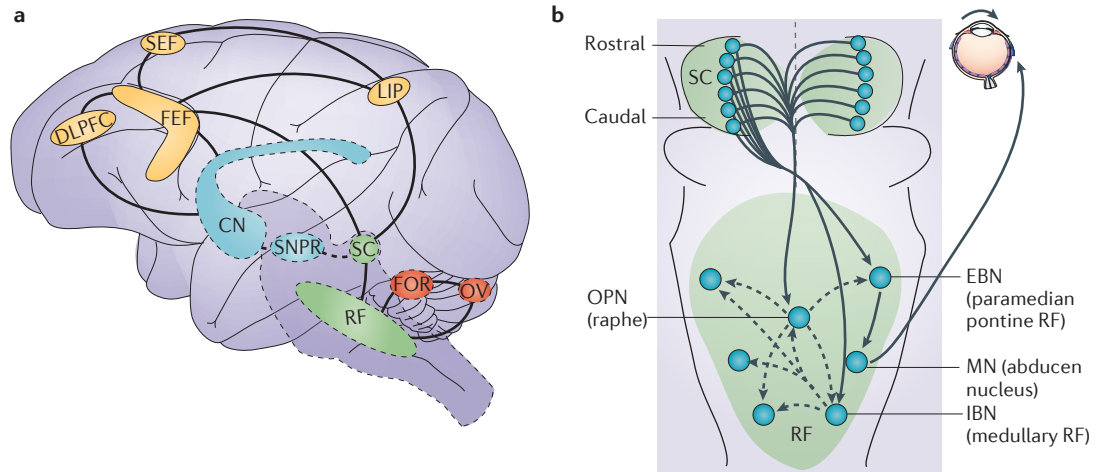 a
SEF
LIP
DLPFC
FEF
CN
SNPR
SC
FOR
OV
RF
b
Rostral
SC
Caudal
OPN
(raphe)
EBN
(paramedian
pontine RF)
MN (abducen
nucleus)
IBN
(medullary RF)
RF